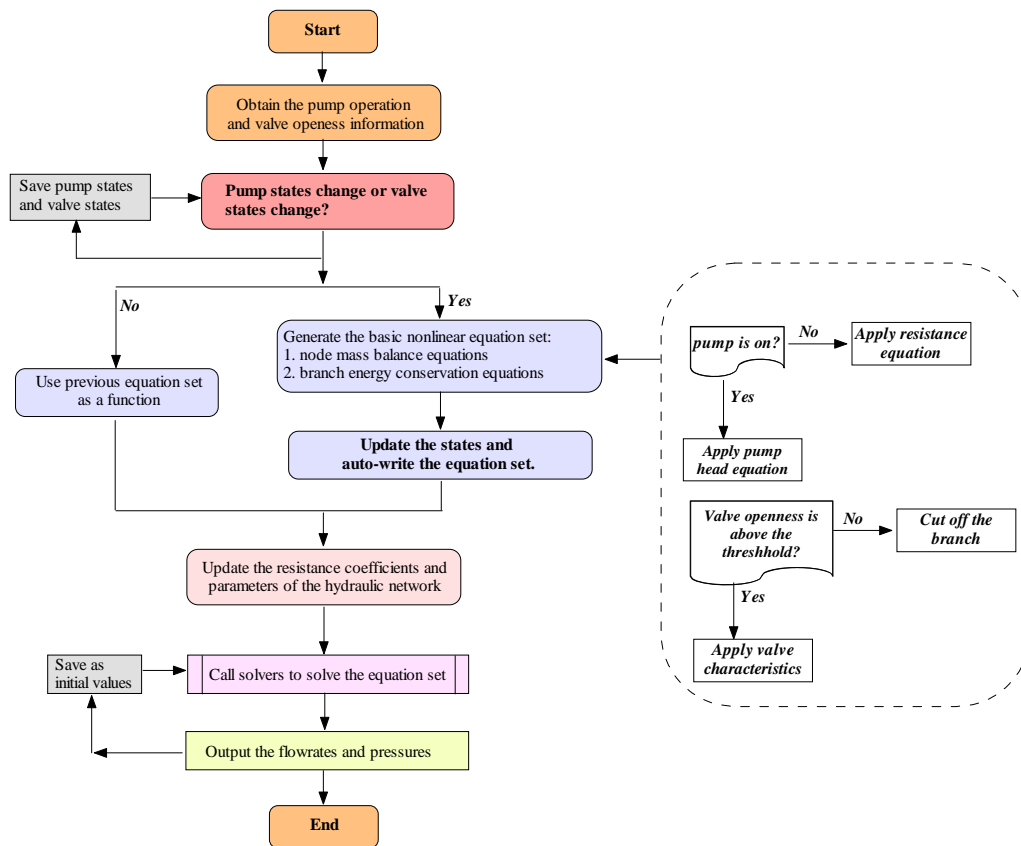 Start
Obtain the pump operation
and valve openess information
Save pump states
and valve states
Pump states change or valve
states change?
No
Yes
Generate the basic nonlinear equation set:
1. node mass balance equations
2. branch energy conservation equations
Use previous equation set
as a function
Update the states and
auto-write the equation set.
Update the resistance coefficients and
parameters of the hydraulic network
Save as
initial values
Call solvers to solve the equation set
Output the flowrates and pressures
End
pump is on?
No
Apply resistance
equation
Yes
Apply pump
head equation
Valve openness is
above the
threshhold?
No
Cut off the
branch
Yes
Apply valve
characteristics